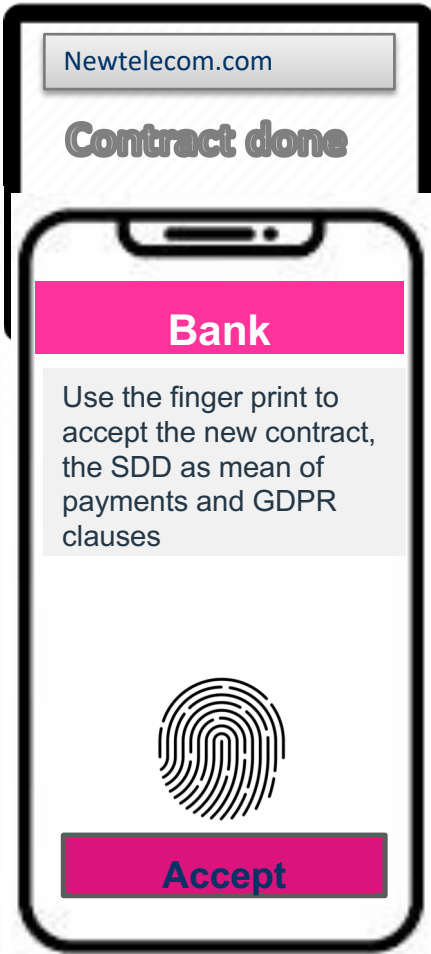 Newtelecom.com
Contract done
Bank
Use the finger print to
accept the new contract,
the SDD as mean of
payments and GDPR
clauses
Accept